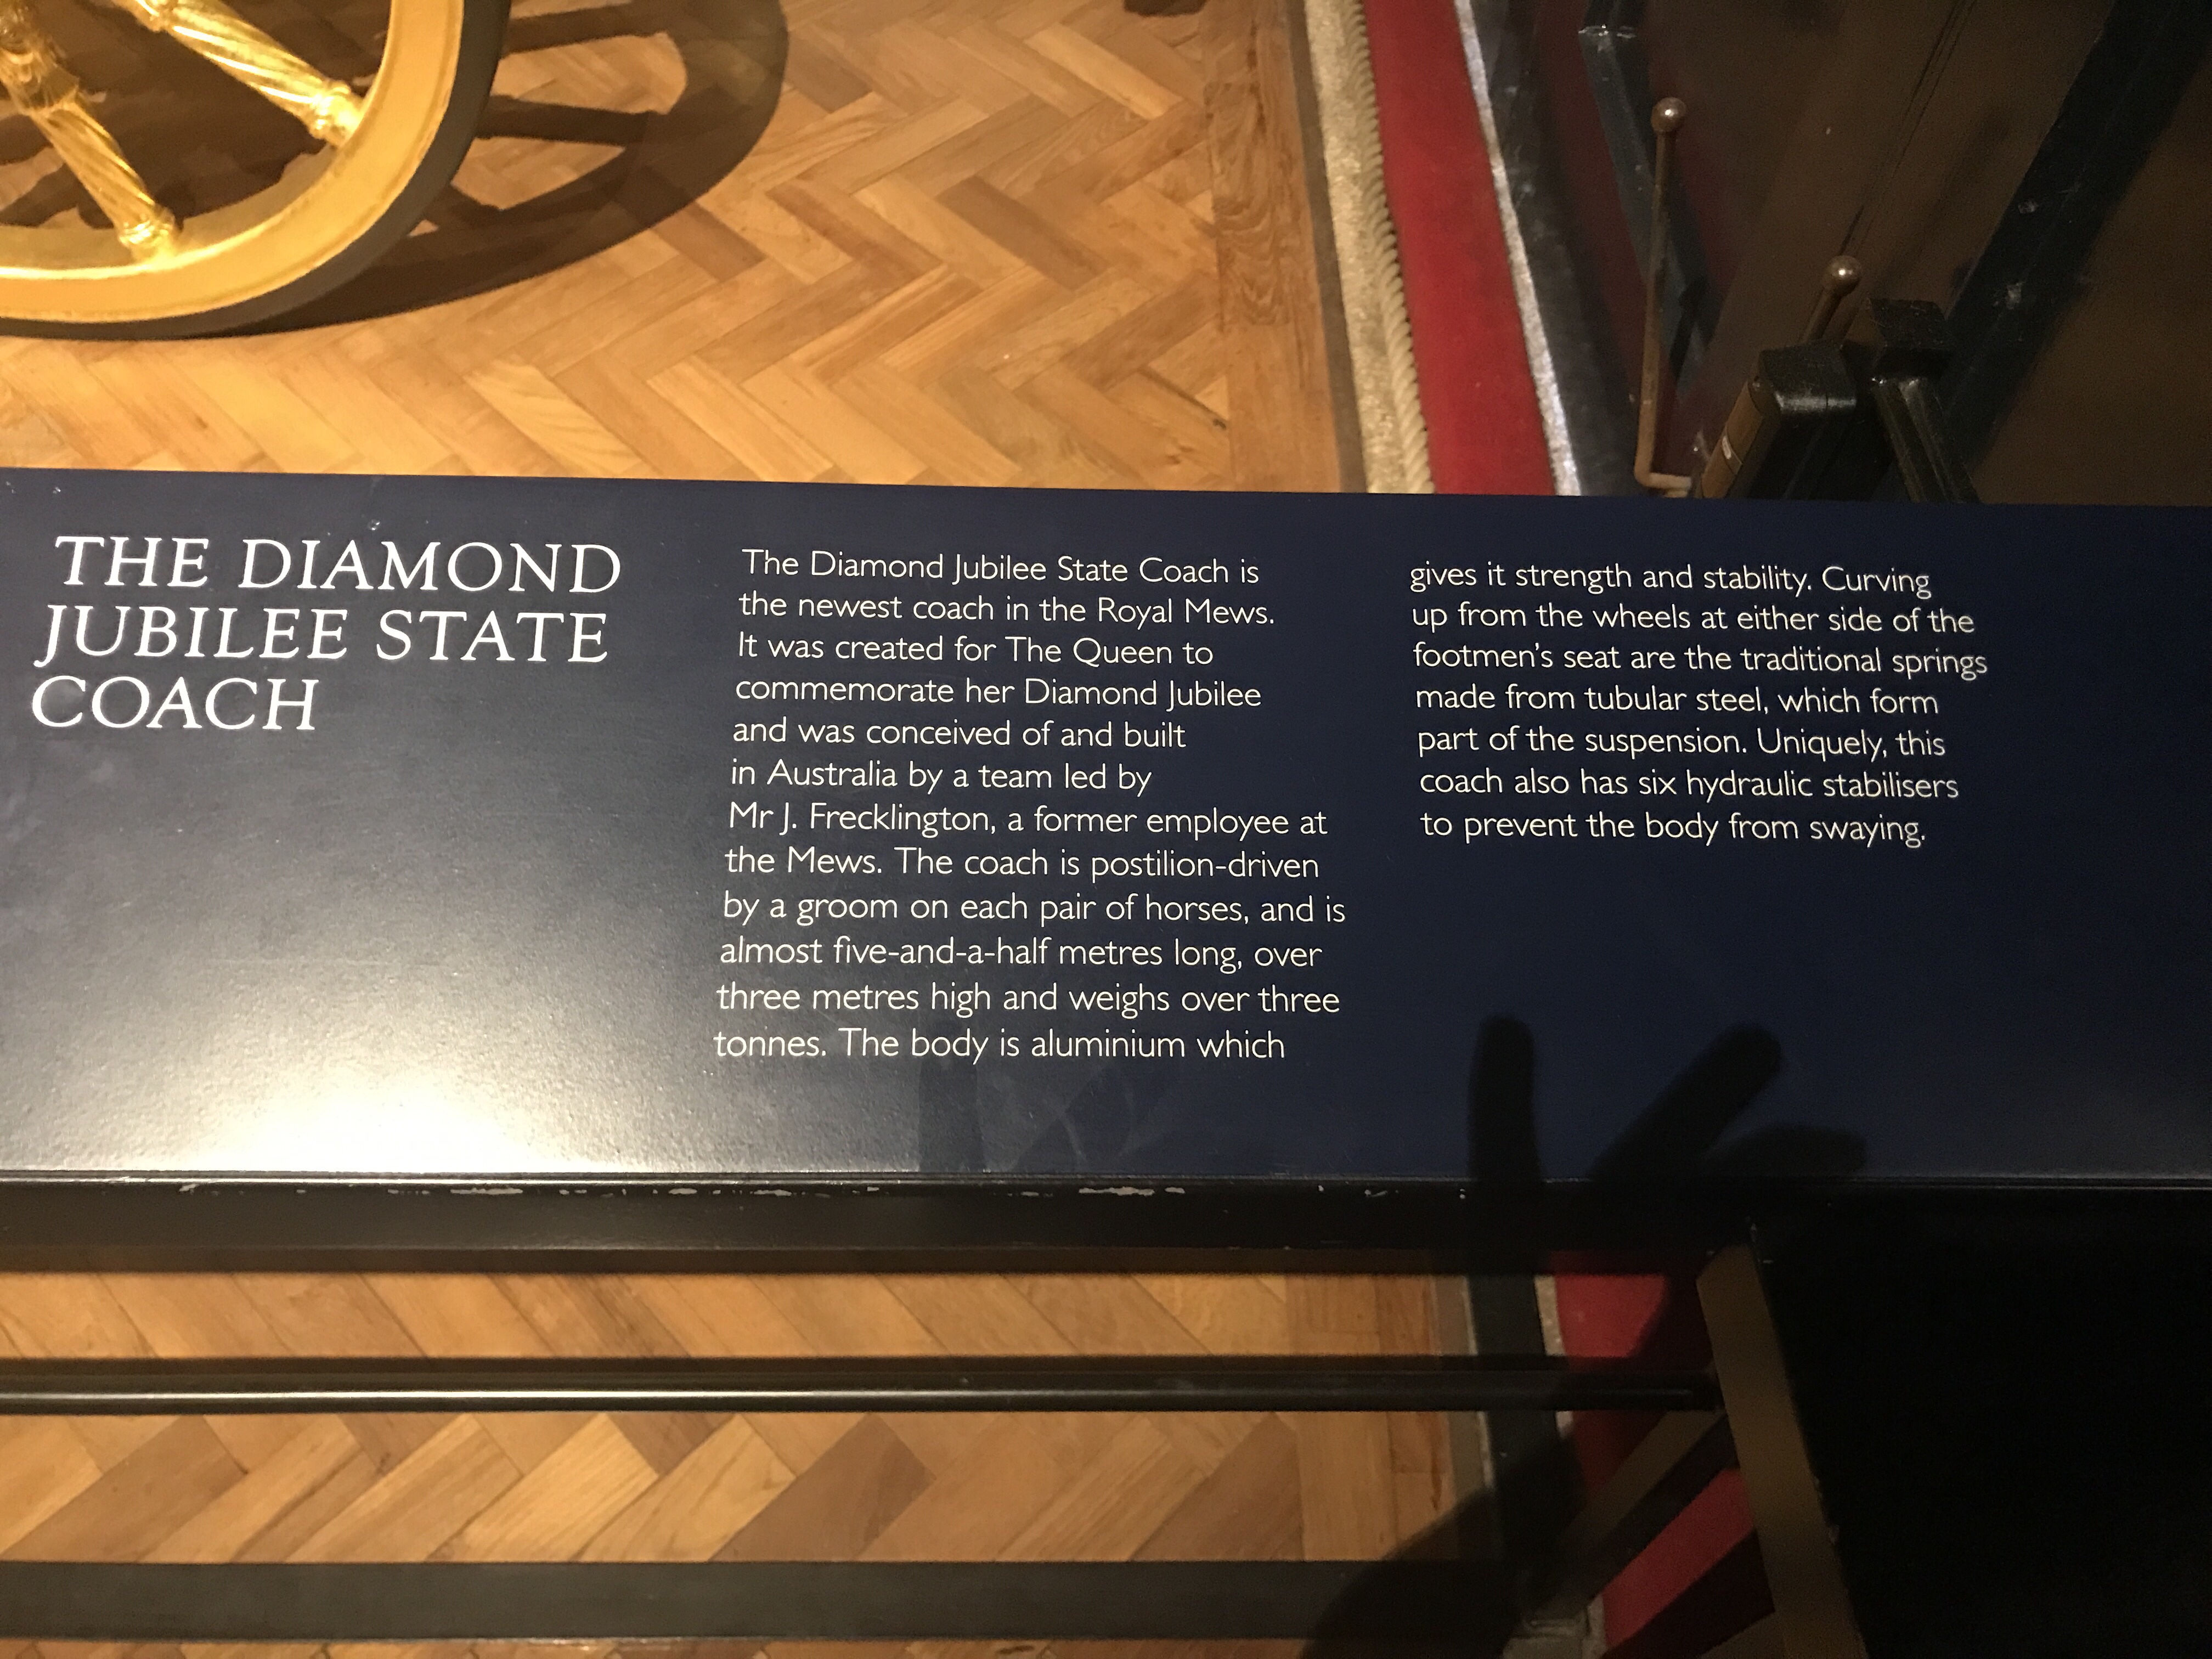 THE DIAMOND
JUBILEE STATE
COACH
The Diamond Jubilee State Coach is
the newest coach in the Royal Mews.
It was created for The Queen to
commemorate her Diamond Jubilee
and was conceived of and built
in Australia by a team led by
Mr J. Frecklington, a former employee at
the Mews. The coach is postilion-driven
by a groom on each pair of horses, and is
almost five-and-a-half metres long, over
three metres high and weighs over three
tonnes. The body is aluminium which
gives it strength and stability. Curving
up from the wheels at either side of the
footmen's seat are the traditional springs
made from tubular steel, which form
part of the suspension. Uniquely, this
coach also has six hydraulic stabilisers
to prevent the body from swaying.